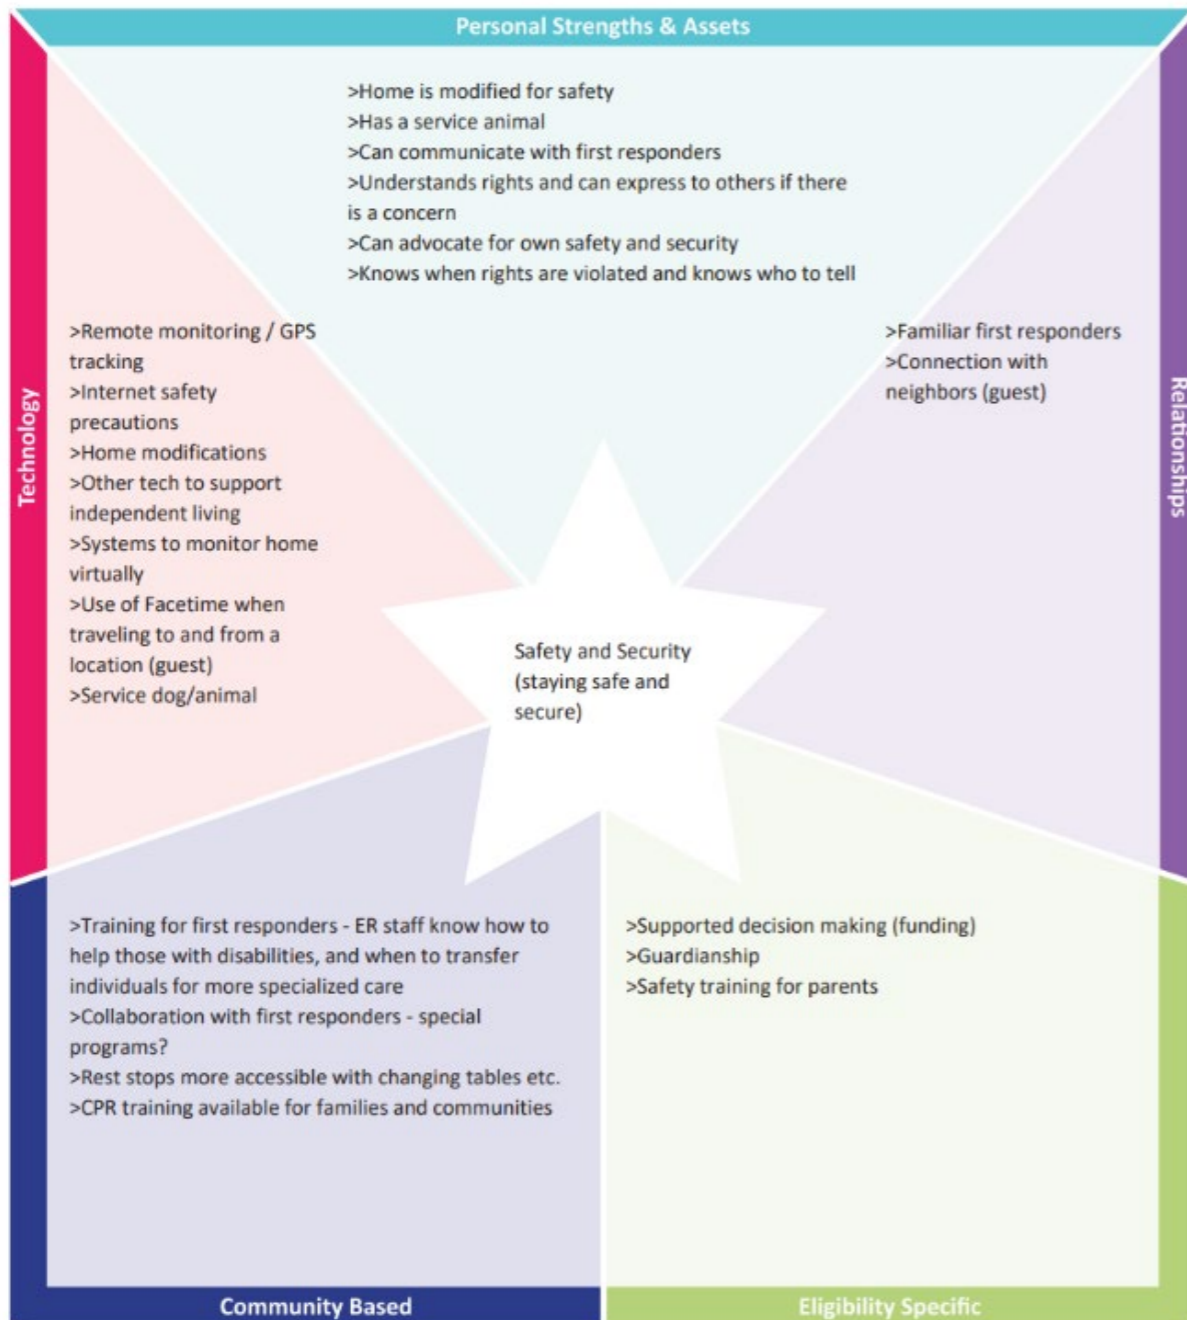 Personal Strengths & Assets
>Home is modified for safety
>Has a service animal
>Can communicate with first responders
>Understands rights and can express to others if there
is a concern
>Can advocate for own safety and security
>Knows when rights are violated and knows who to tell
Technology
>Remote monitoring / GPS
tracking
>Internet safety
precautions
>Home modifications
>Other tech to support
independent living
>Systems to monitor home
virtually
>Use of Facetime when
traveling to and from a
location (guest)
>Service dog/animal
>Familiar first responders
>Connection with
neighbors (guest)
Relationships
Safety and Security
(staying safe and
secure)
>Training for first responders - ER staff know how to
help those with disabilities, and when to transfer
individuals for more specialized care
>Collaboration with first responders - special
programs?
>Rest stops more accessible with changing tables etc.
>CPR training available for families and communities
Community Based
>Supported decision making (funding)
>Guardianship
>Safety training for parents
Eligibility Specific